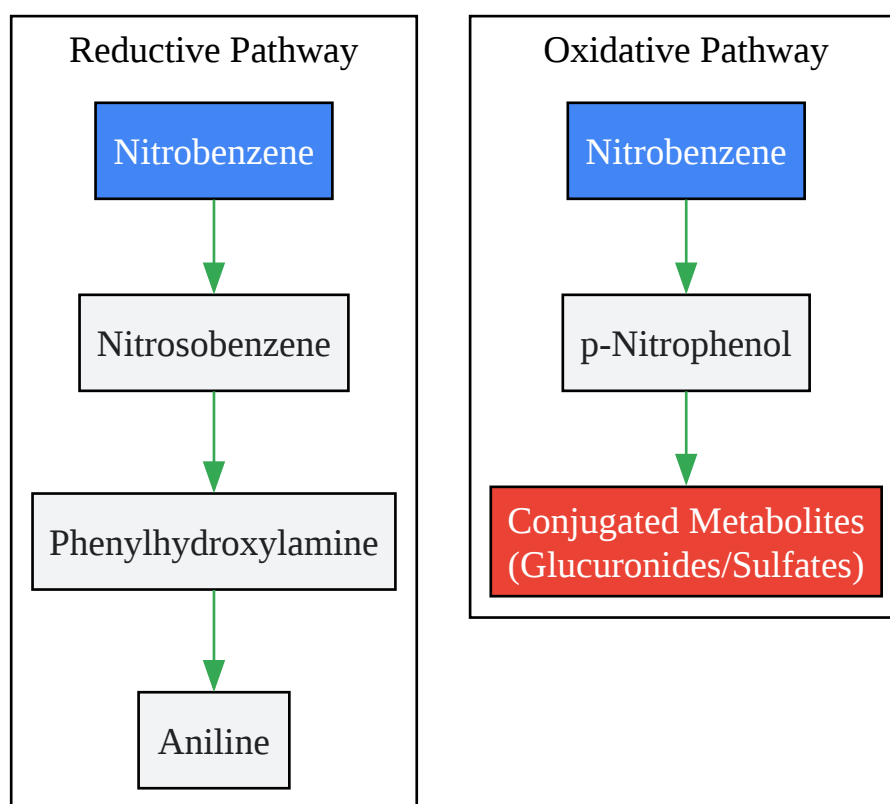 Reductive Pathway
Nitrobenzene
Nitrosobenzene
Phenylhydroxylamine
Aniline
Oxidative Pathway
Nitrobenzene
p-Nitrophenol
Conjugated Metabolites
(Glucuronides/Sulfates)